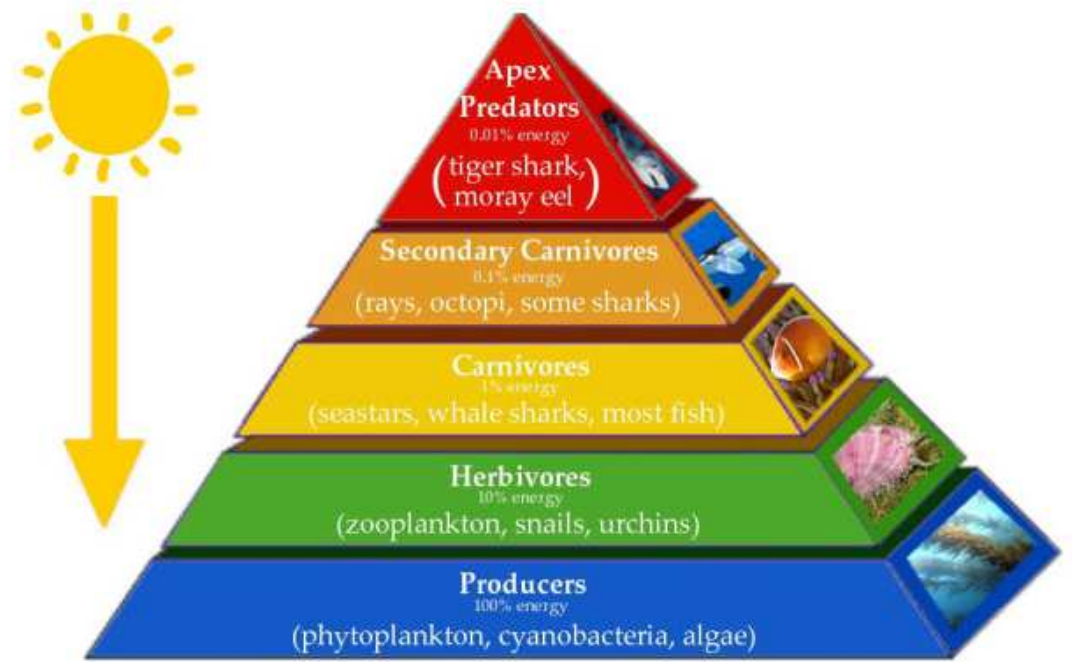 Apex
Predators
0.01% energy
(tiger shark,
moray eel)
Secondary Carnivores
0.1% energy
(rays, octopi, some sharks)
Carnivores
1% energy
(seastars, whale sharks, most fish)
Herbivores
10% energy
(zooplankton, snails, urchins)
Producers
100% energy
(phytoplankton, cyanobacteria, algae)